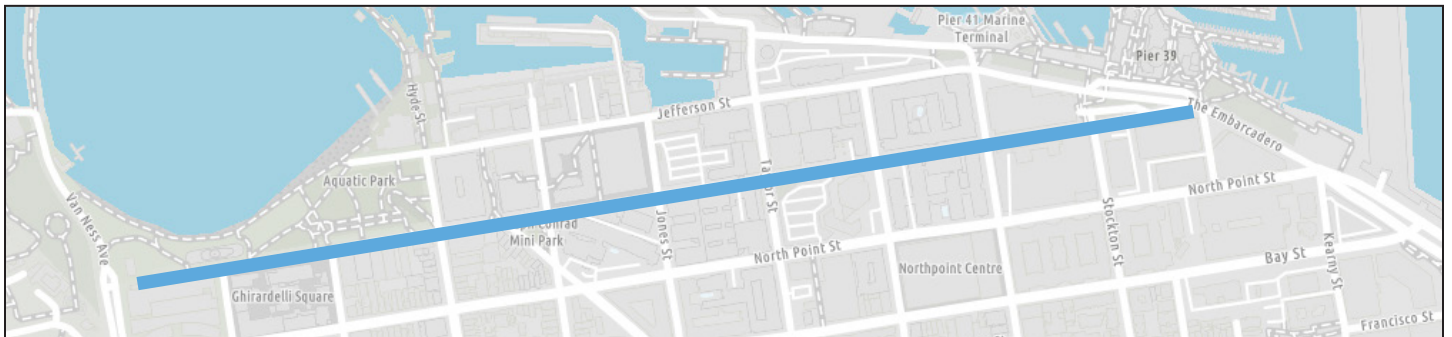 Pier 41 Marine
Terminal
Pier 39
Hyde St
Jefferson St
The Embarcadero
Aquatic Park
Van Ness Ave
North Point St
Mini Park
Jones St
Stockton St
North Point St
Kearny St
Bay St
Northpoint Centre
Ghirardelli Square
Francisco St